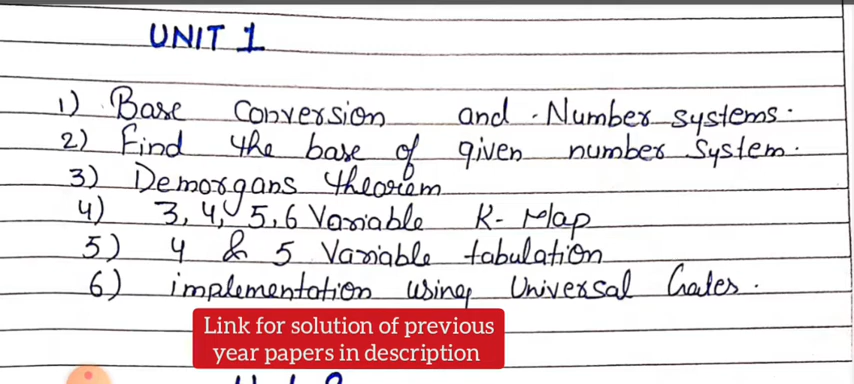 UNIT 1
1) Base Conversion and Number systems.
2) Find the base of given number System.
3) Demorgans theorem
4) 3, 4, 5, 6 Variable K-Map
5) 4 & 5 Variable tabulation
6) implementation using Universal Gates.
Link for solution of previous
year papers in description